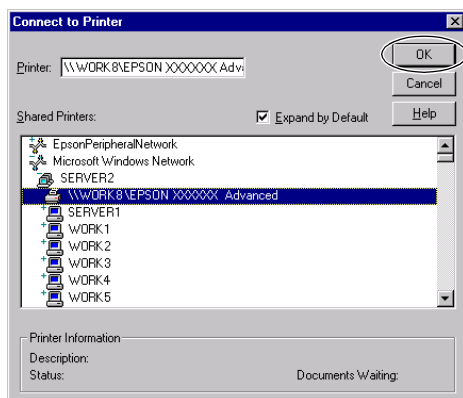 Connect to Printer
Printer: \\WORK8\EPSON XXXXXX Adv
OK
Cancel
Shared Printers:
Expand by Default
Help
EpsonPeripheralNetwork
Microsoft Windows Network
SERVER2
\\WORK8\EPSON XXXXXX Advanced
SERVER1
WORK1
WORK2
WORK3
WORK4
WORK5
Printer Information
Description:
Status:
Documents Waiting: